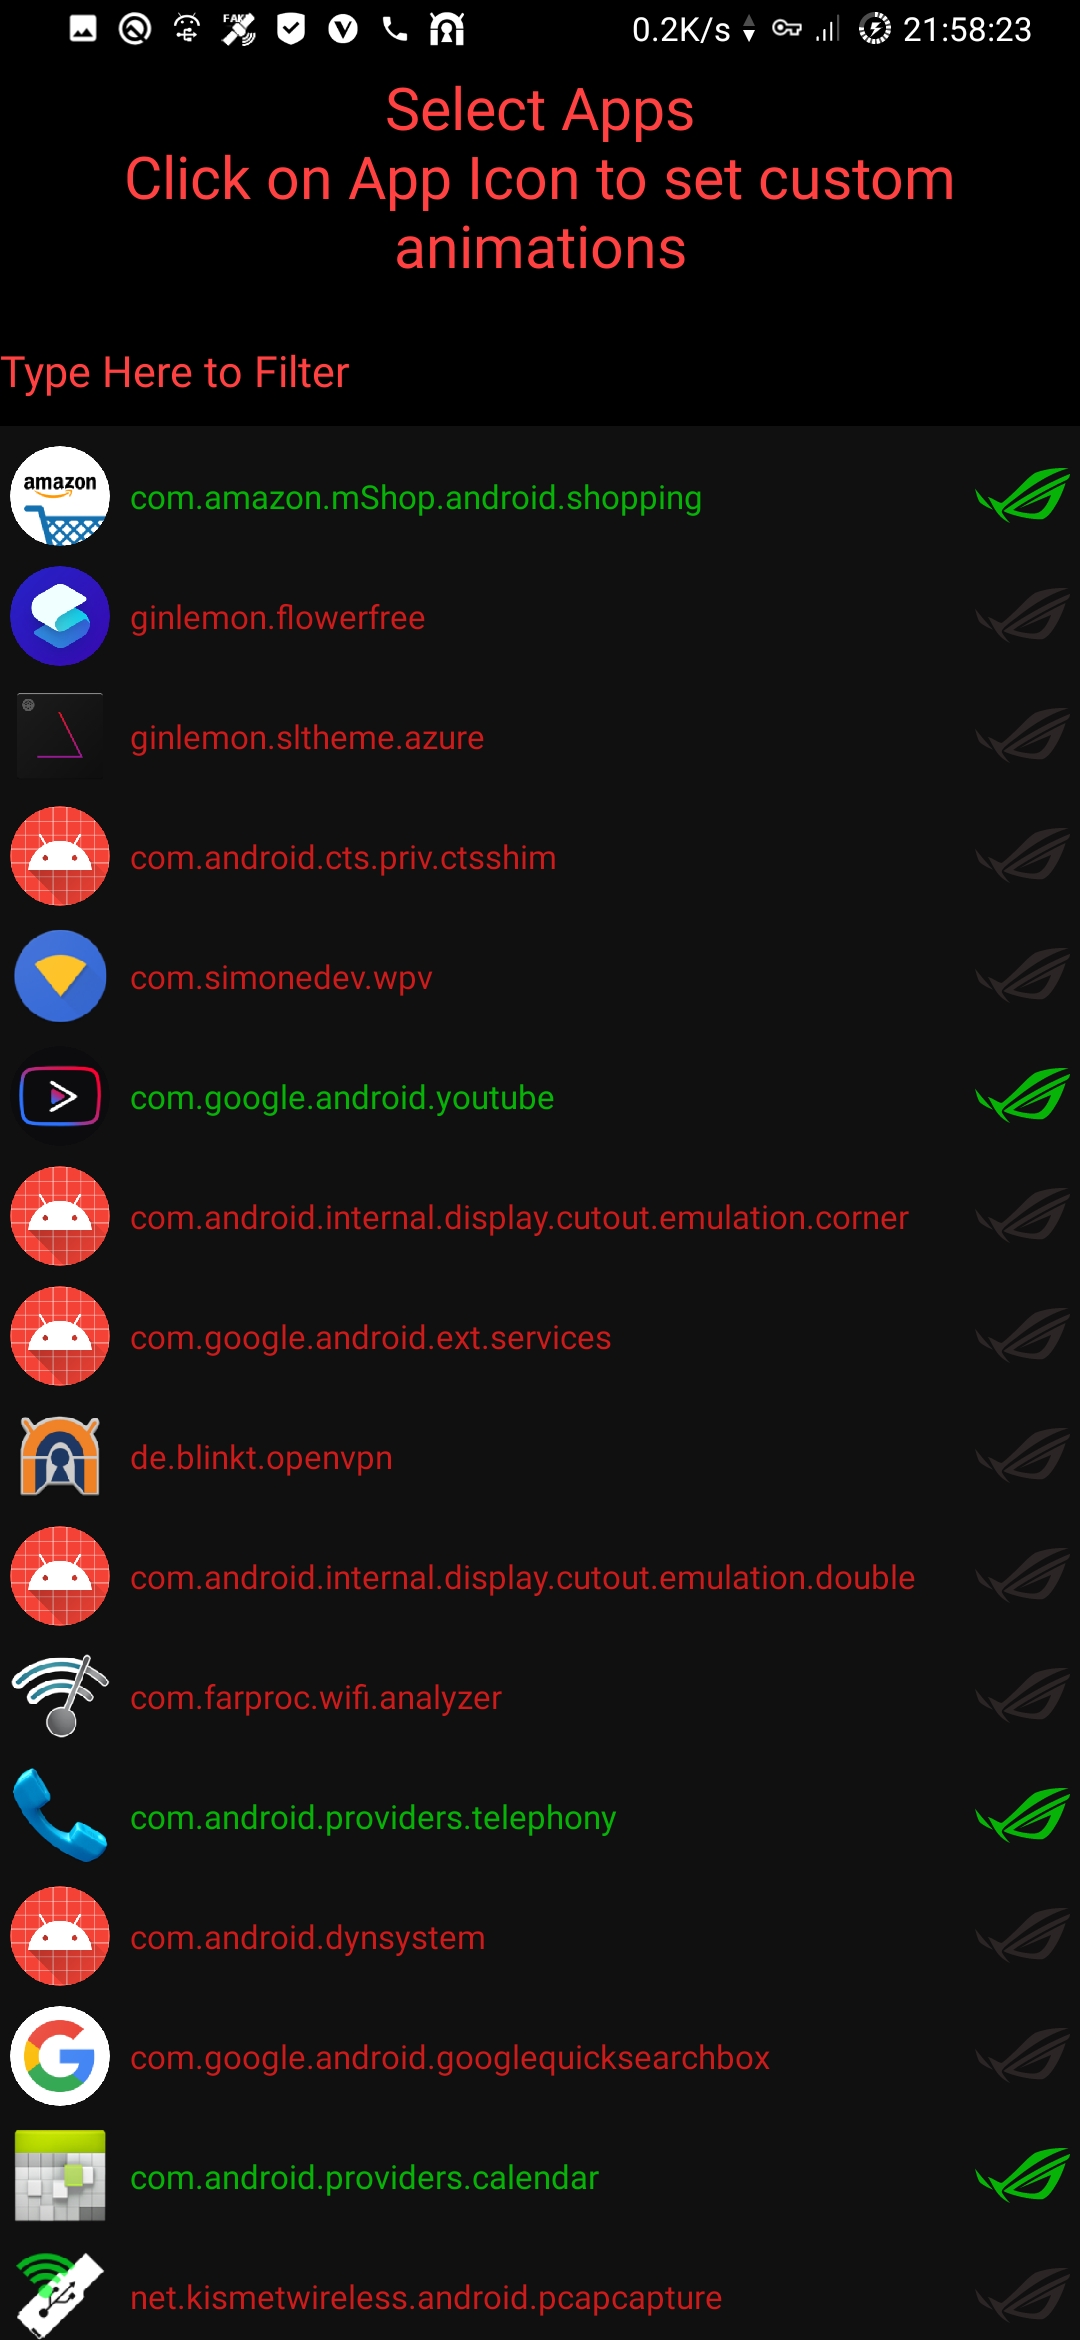 FAKE
0.2K/s 21:58:23
Select Apps
Click on App Icon to set custom
animations
Type Here to Filter
amazon
com.amazon.mShop.android.shopping
ginlemon.flowerfree
ginlemon.sltheme.azure
com.android.cts.priv.ctsshim
com.simonedev.wpv
com.google.android.youtube
com.android.internal.display.cutout.emulation.corner
com.google.android.ext.services
de.blinkt.openvpn
com.android.internal.display.cutout.emulation.double
com.farproc.wifi.analyzer
com.android.providers.telephony
com.android.dynsystem
com.google.android.googlequicksearchbox
com.android.providers.calendar
net.kismetwireless.android.pcapcapture